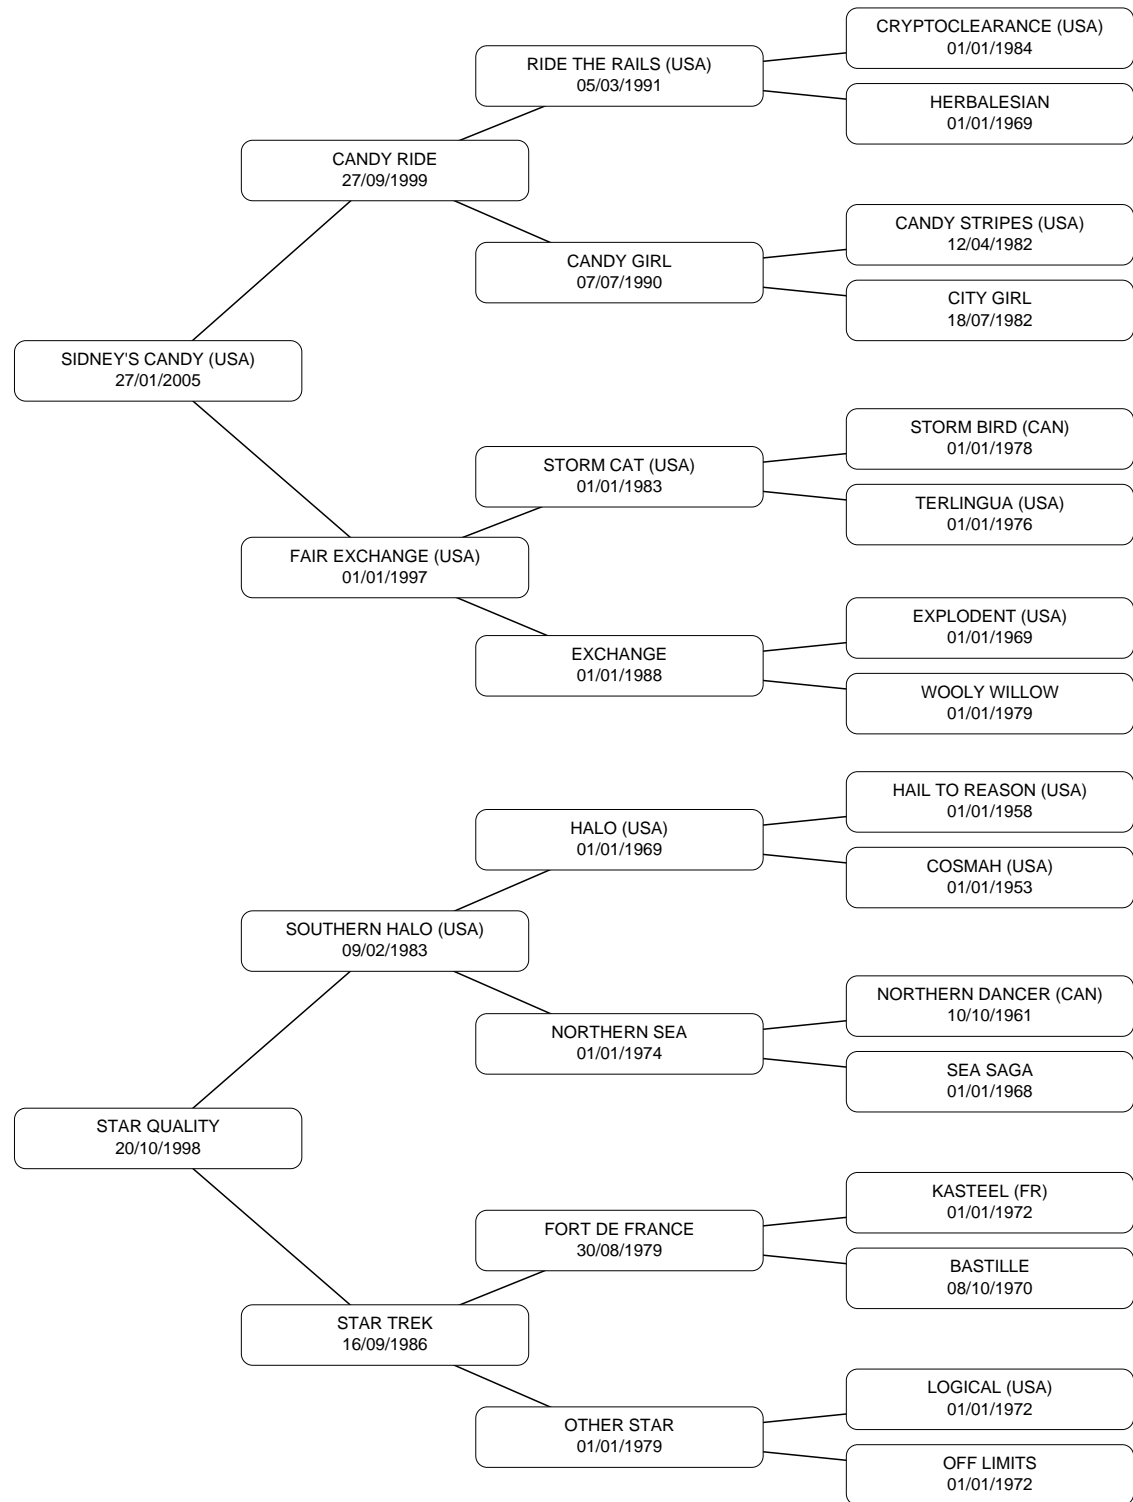 CRYPTOCLEARANCE (USA)
01/01/1984
RIDE THE RAILS (USA)
05/03/1991
HERBALESIAN
01/01/1969
CANDY RIDE
27/09/1999
CANDY STRIPES (USA)
12/04/1982
CANDY GIRL
07/07/1990
CITY GIRL
18/07/1982
SIDNEY'S CANDY (USA)
27/01/2005
STORM BIRD (CAN)
01/01/1978
STORM CAT (USA)
01/01/1983
TERLINGUA (USA)
01/01/1976
FAIR EXCHANGE (USA)
01/01/1997
EXPLODENT (USA)
01/01/1969
EXCHANGE
01/01/1988
WOOLY WILLOW
01/01/1979
HAIL TO REASON (USA)
01/01/1958
HALO (USA)
01/01/1969
COSMAH (USA)
01/01/1953
SOUTHERN HALO (USA)
09/02/1983
NORTHERN DANCER (CAN)
10/10/1961
NORTHERN SEA
01/01/1974
SEA SAGA
01/01/1968
STAR QUALITY
20/10/1998
KASTEEL (FR)
01/01/1972
FORT DE FRANCE
30/08/1979
BASTILLE
08/10/1970
STAR TREK
16/09/1986
LOGICAL (USA)
01/01/1972
OTHER STAR
01/01/1979
OFF LIMITS
01/01/1972